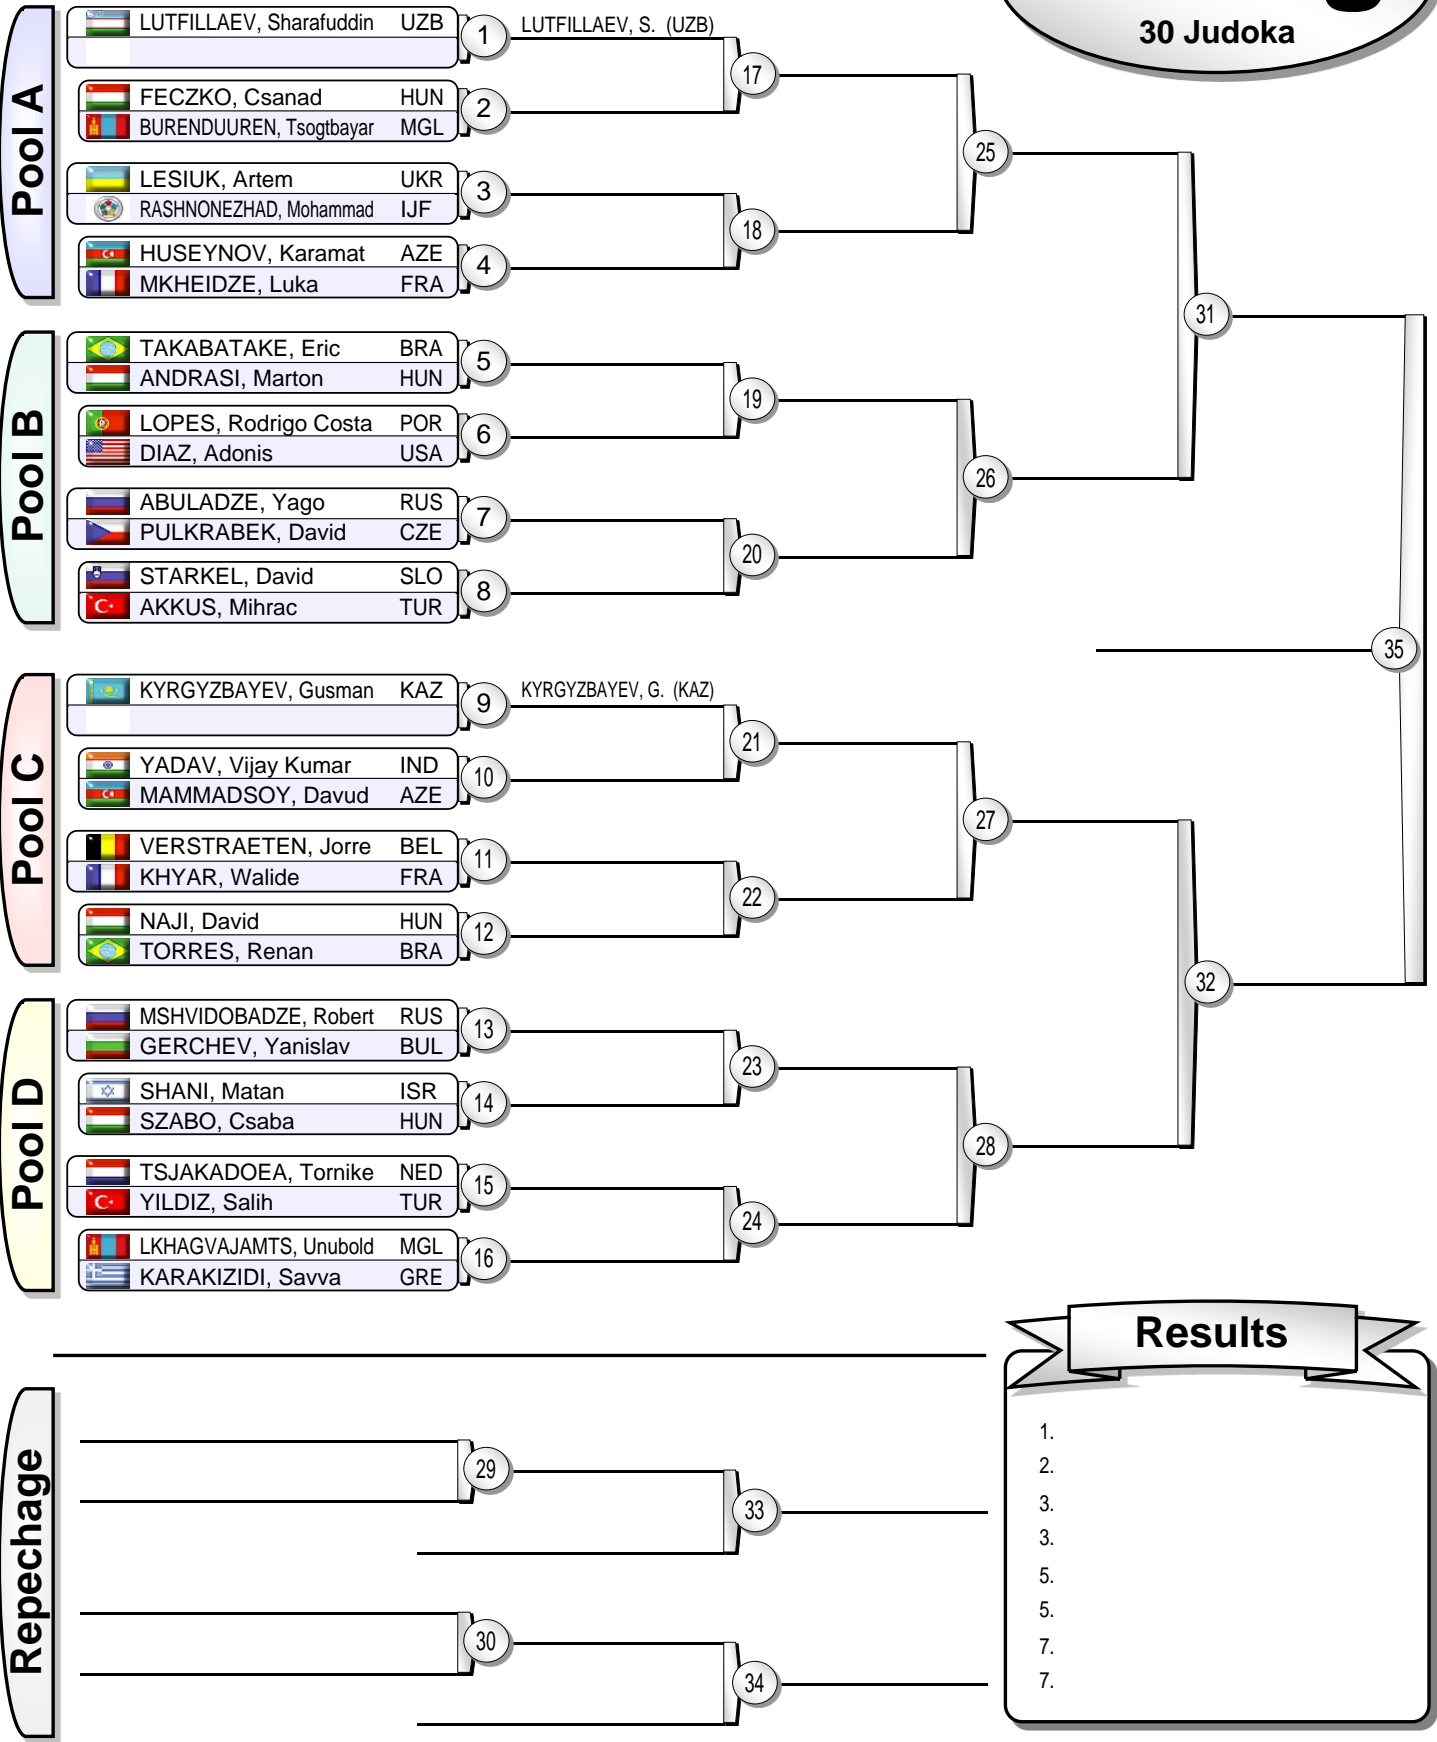 30 Judoka
Pool A
LUTFILLAEV, Sharafuddin UZB
1
LUTFILLAEV, S. (UZB)
17
FECZKO, Csanad HUN
2
BURENDUUREN, Tsogtbayar MGL
25
LESIUK, Artem UKR
3
RASHNONEZHAD, Mohammad IJF
18
HUSEYNOV, Karamat AZE
4
MKHEIDZE, Luka FRA
31
Pool B
TAKABATAKE, Eric BRA
5
ANDRASI, Marton HUN
19
LOPES, Rodrigo Costa POR
6
DIAZ, Adonis USA
26
ABULADZE, Yago RUS
7
PULKRABEK, David CZE
20
STARKEL, David SLO
8
AKKUS, Mihrac TUR
35
Pool C
KYRGYZBAYEV, Gusman KAZ
9
KYRGYZBAYEV, G. (KAZ)
21
YADAV, Vijay Kumar IND
10
MAMMADSOY, Davud AZE
27
VERSTRAETEN, Jorre BEL
11
KHYAR, Walide FRA
22
NAJI, David HUN
12
TORRES, Renan BRA
32
Pool D
MSHVIDOBADZE, Robert RUS
13
GERCHEV, Yanislav BUL
23
SHANI, Matan ISR
14
SZABO, Csaba HUN
28
TSJAKADOEA, Tornike NED
15
YILDIZ, Salih TUR
24
LKHAGVAJAMTS, Unubold MGL
16
KARAKIZIDI, Savva GRE
Repechage
29
33
30
34
Results
1.
2.
3.
3.
5.
5.
7.
7.